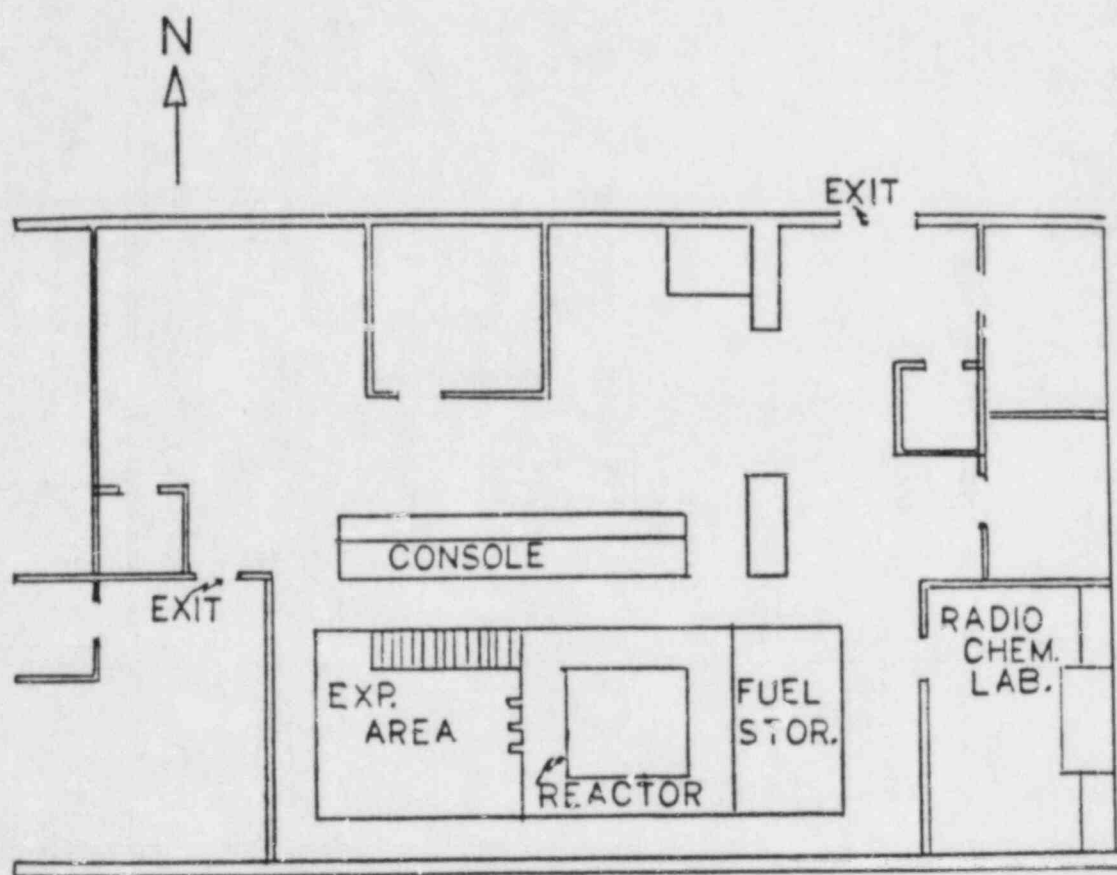 N
EXIT
CONSOLE
EXIT
RADIO
CHEM.
LAB.
EXP.
AREA
FUEL
STOR.
REACTOR